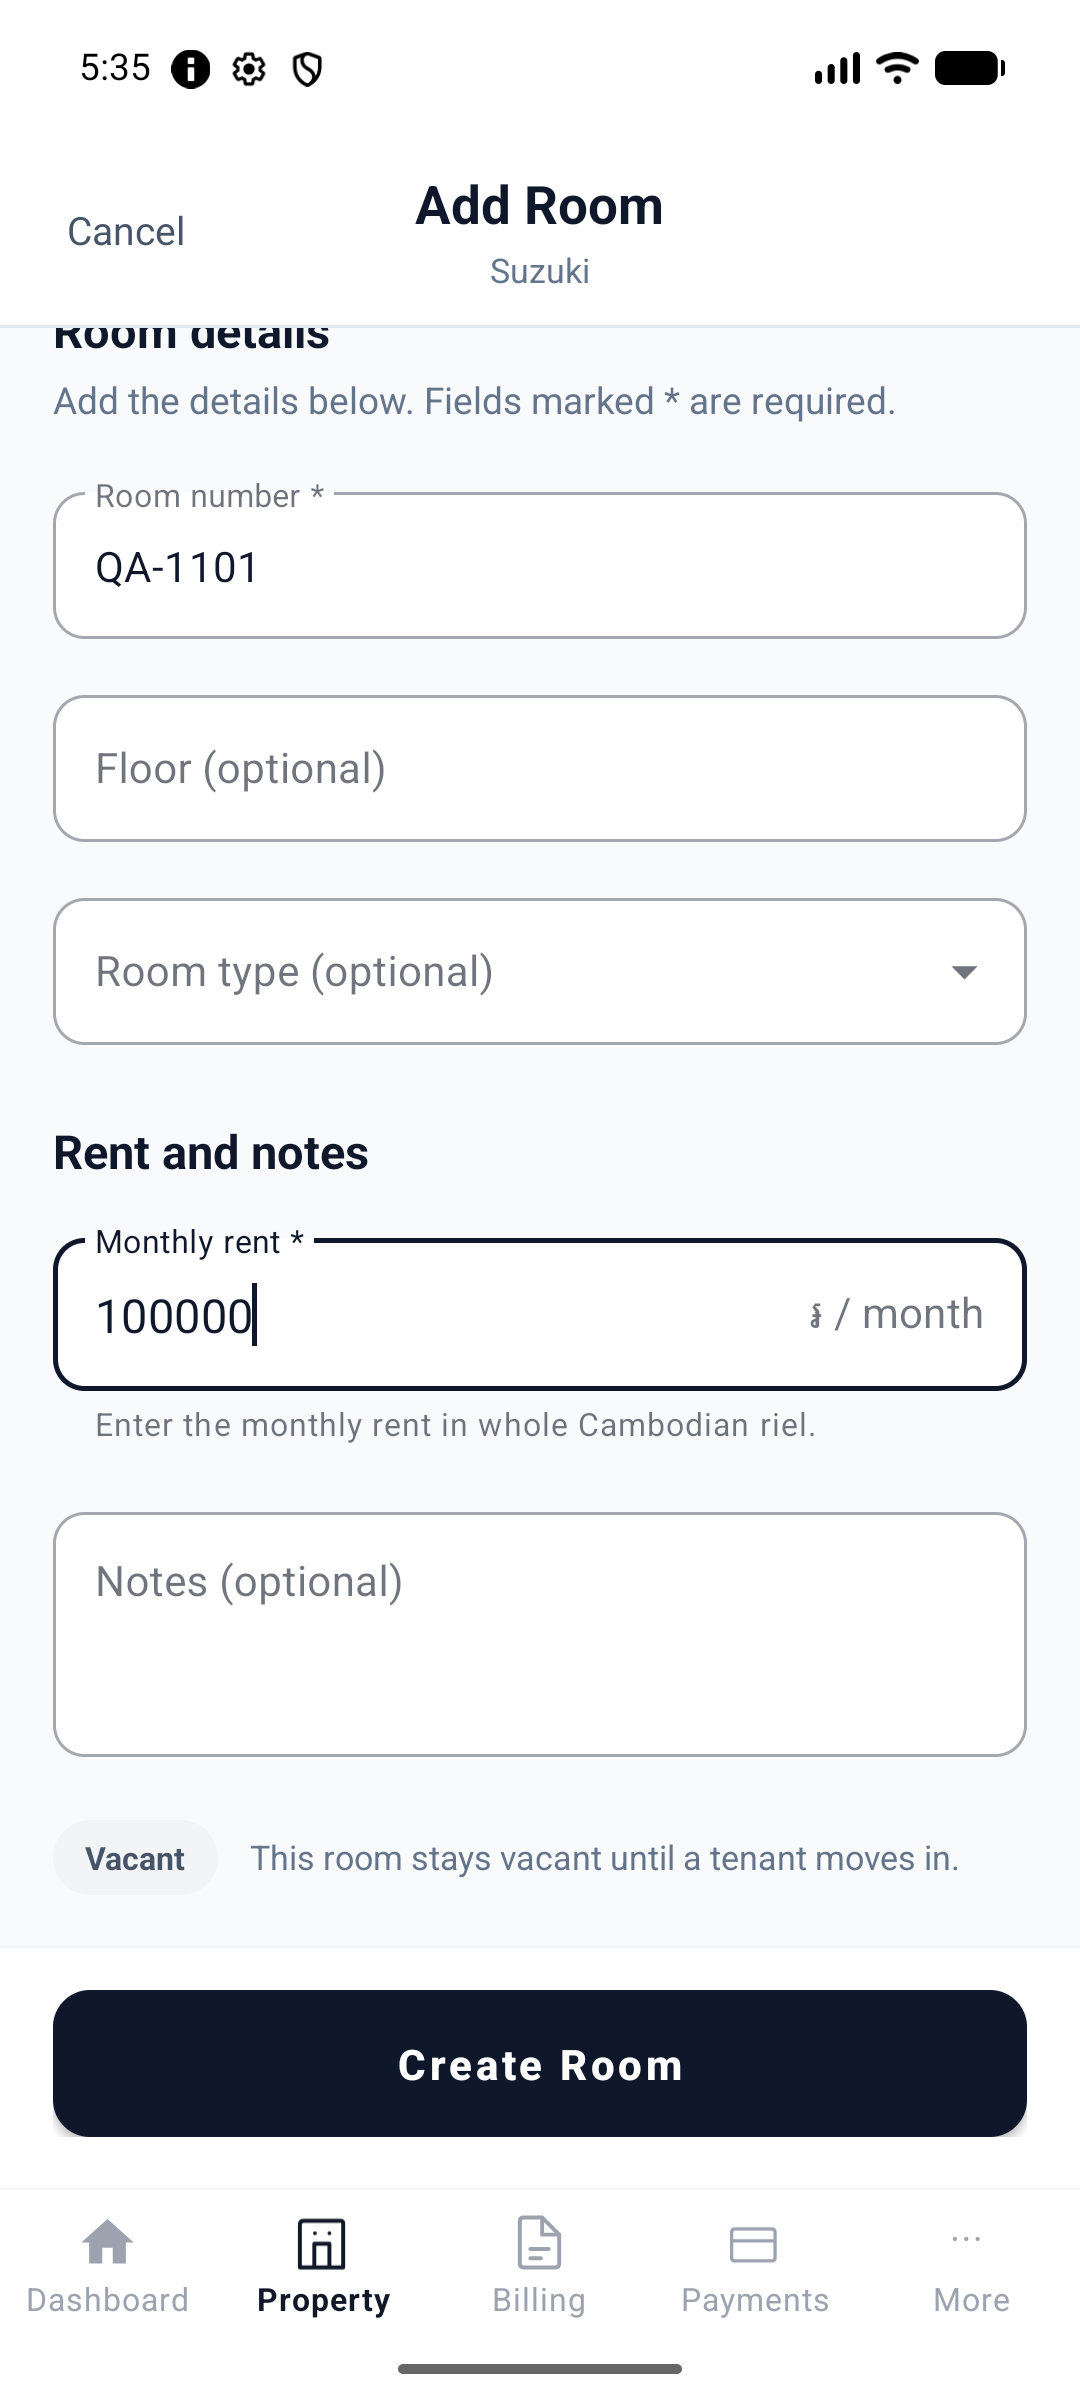 5:35
Cancel
Add Room
Suzuki
Room details
Add the details below. Fields marked * are required.
Room number *
QA-1101
Floor (optional)
Room type (optional)
Rent and notes
Monthly rent *
100000
៛ / month
Enter the monthly rent in whole Cambodian riel.
Notes (optional)
Vacant
This room stays vacant until a tenant moves in.
Create Room
Dashboard
Property
Billing
Payments
More